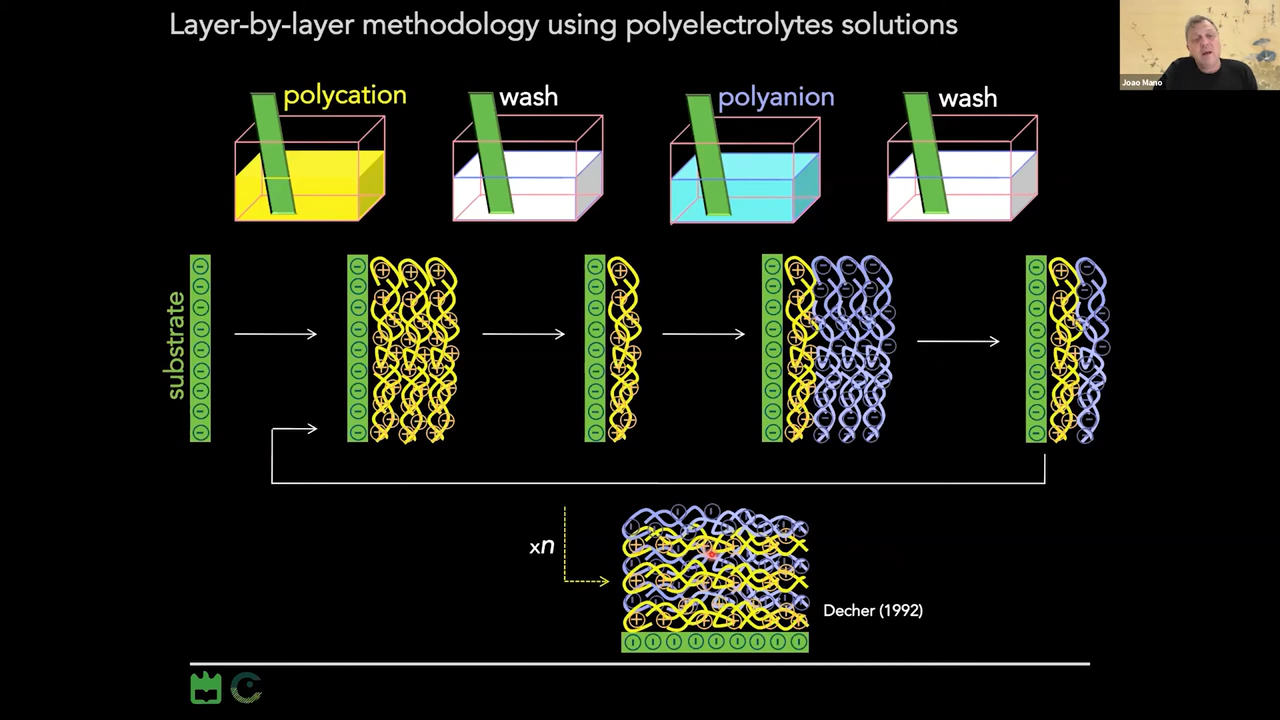 Layer-by-layer methodology using polyelectrolytes solutions
Joao Mano
polycation
wash
polyanion
wash
substrate
xn
Decher (1992)